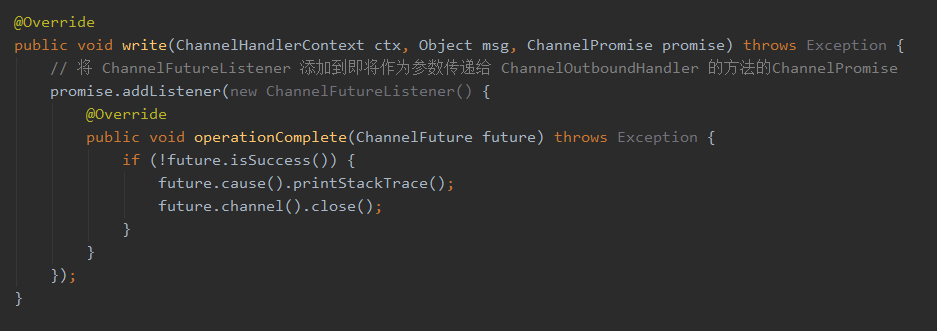 @Override
public void write(ChannelHandlerContext ctx, Object msg, ChannelPromise promise) throws Exception {
// 将 ChannelFutureListener 添加到即将作为参数传递给 ChannelOutboundHandler 的方法的ChannelPromise
promise.addListener(new ChannelFutureListener() {
@Override
public void operationComplete(ChannelFuture future) throws Exception {
if (!future.isSuccess()) {
future.cause().printStackTrace();
future.channel().close();
}
}
});
}